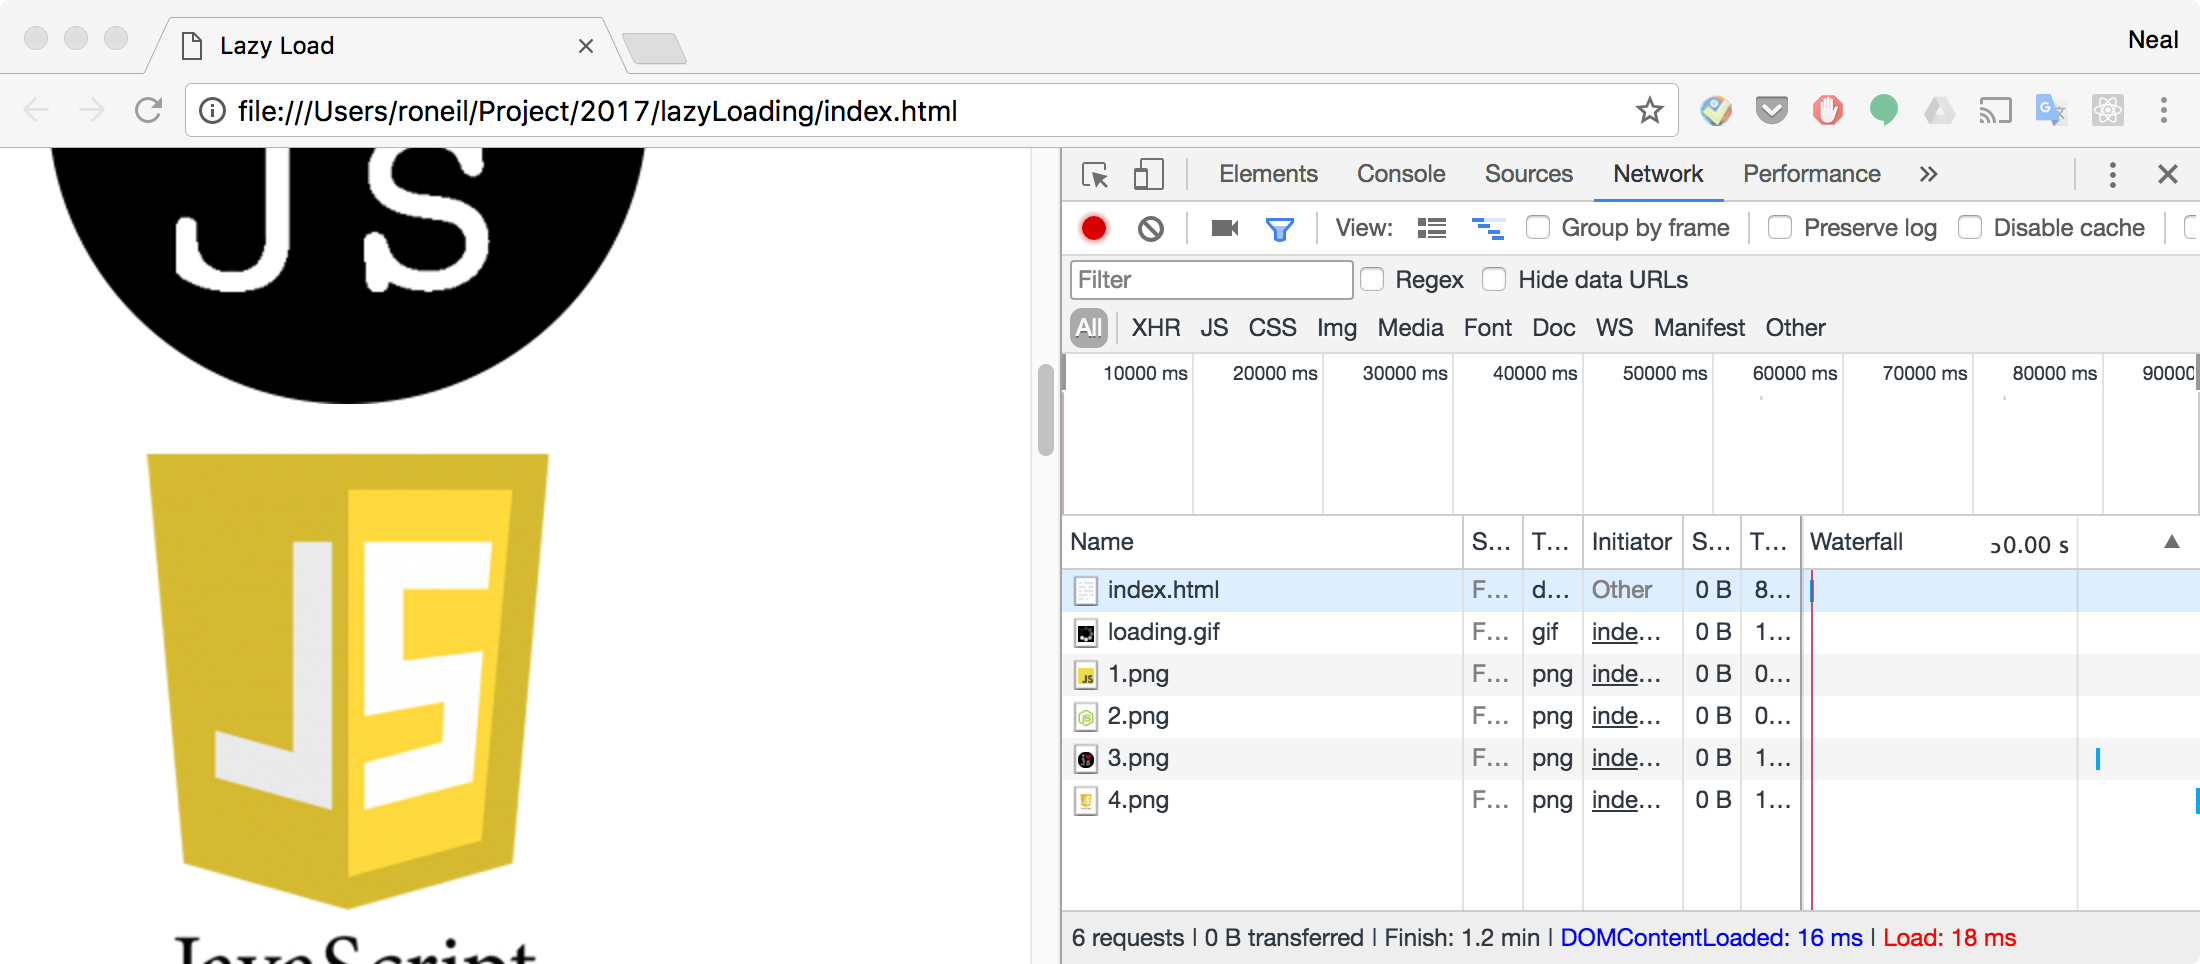 Lazy Load
Neal
file:///Users/roneil/Project/2017/lazyLoading/index.html
JS
JS
JavaScript
Elements Console Sources Network Performance
View: Group by frame Preserve log Disable cache
Filter Regex Hide data URLs
All XHR JS CSS Img Media Font Doc WS Manifest Other
10000 ms 20000 ms 30000 ms 40000 ms 50000 ms 60000 ms 70000 ms 80000 ms 90000
Name S... T... Initiator S... T... Waterfall 0.00 s
index.html F... d... Other 0 B 8...
loading.gif F... gif inde... 0 B 1...
1.png F... png inde... 0 B 0...
2.png F... png inde... 0 B 0...
3.png F... png inde... 0 B 1...
4.png F... png inde... 0 B 1...
6 requests | 0 B transferred | Finish: 1.2 min | DOMContentLoaded: 16 ms | Load: 18 ms